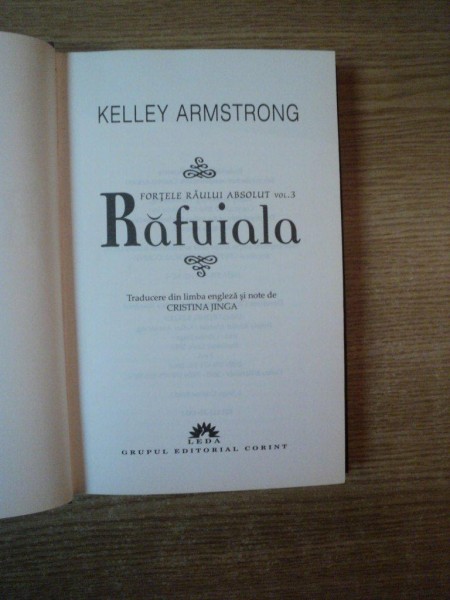 KELLEY ARMSTRONG
FORȚELE RĂULUI ABSOLUT VOL.3
Răfuiala
Traducere din limba engleză și note de
CRISTINA JINGA
LEDA
GRUPUL EDITORIAL CORINT